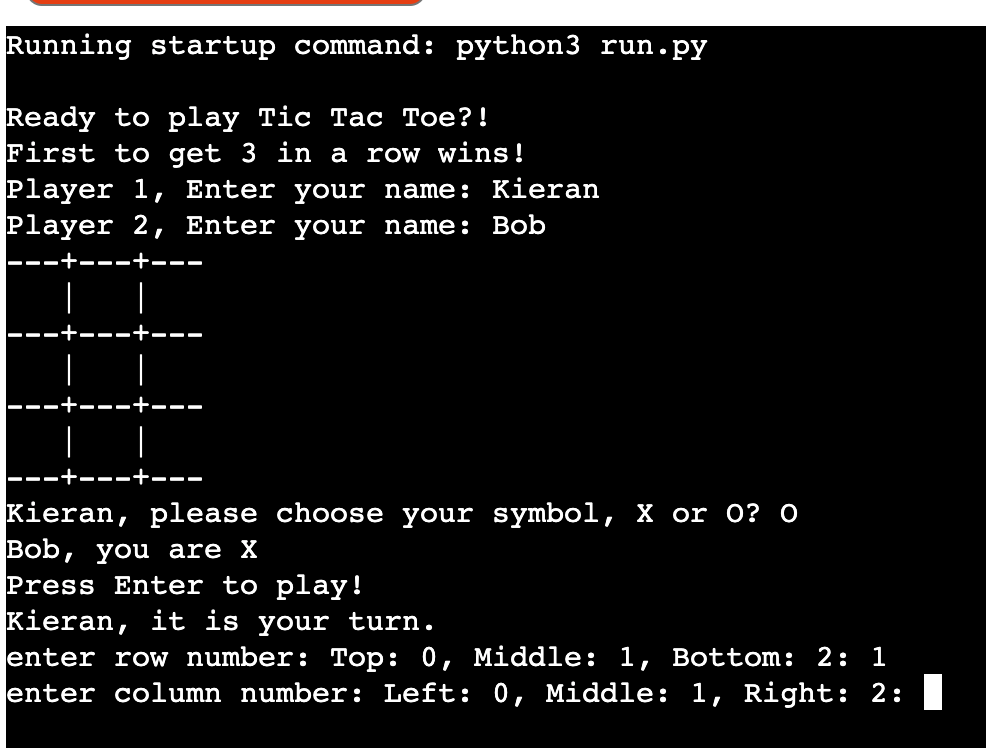 Running startup command: python3 run.py
Ready to play Tic Tac Toe?!
First to get 3 in a row wins!
Player 1, Enter your name: Kieran
Player 2, Enter your name: Bob
---+---+---
   |   |
---+---+---
   |   |
---+---+---
   |   |
---+---+---
Kieran, please choose your symbol, X or O? O
Bob, you are X
Press Enter to play!
Kieran, it is your turn.
enter row number: Top: 0, Middle: 1, Bottom: 2: 1
enter column number: Left: 0, Middle: 1, Right: 2: